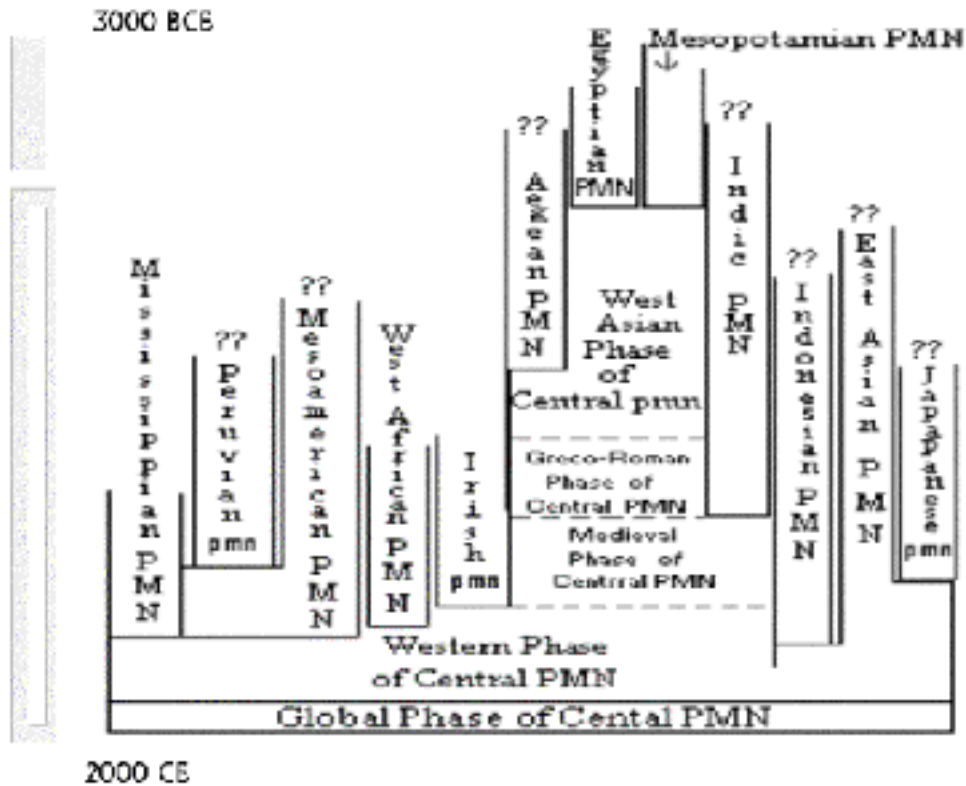 3000 BCE
Egyptian PMN
Mesopotamian PMN
??
Aegean PMN
??
Indic PMN
??
East Asian PMN
??
Indonesian PMN
Mississippian PMN
??
Mesoamerican PMN
West African PMN
??
Peruvian pmn
??
Japapanese pmn
Irish pmn
West
Asian
Phase
of
Central pmn
Greco-Roman
Phase of
Central PMN
Medieval
Phase of
Centrral PMN
Western Phase
of Central PMN
Global Phase of Cental PMN
2000 CE